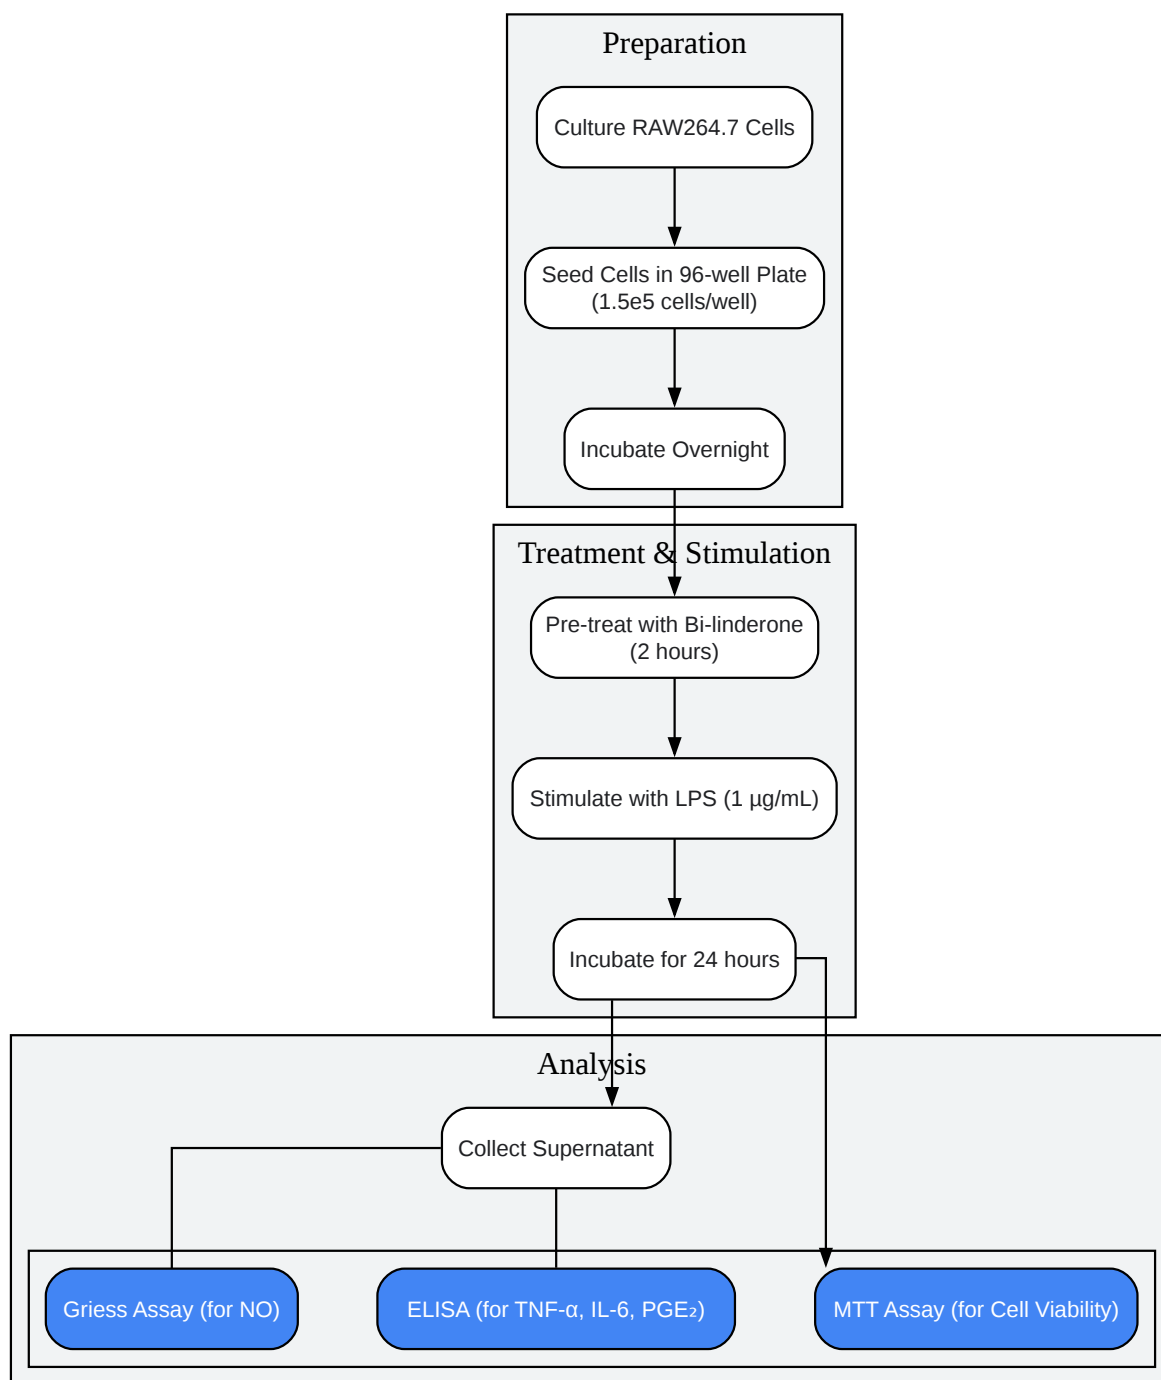 Preparation
Culture RAW264.7 Cells
Seed Cells in 96-well Plate
(1.5e5 cells/well)
Incubate Overnight
Treatment & Stimulation
Pre-treat with Bi-linderone
(2 hours)
Stimulate with LPS (1 µg/mL)
Incubate for 24 hours
Analysis
Collect Supernatant
Griess Assay (for NO)
ELISA (for TNF-α, IL-6, PGE₂)
MTT Assay (for Cell Viability)